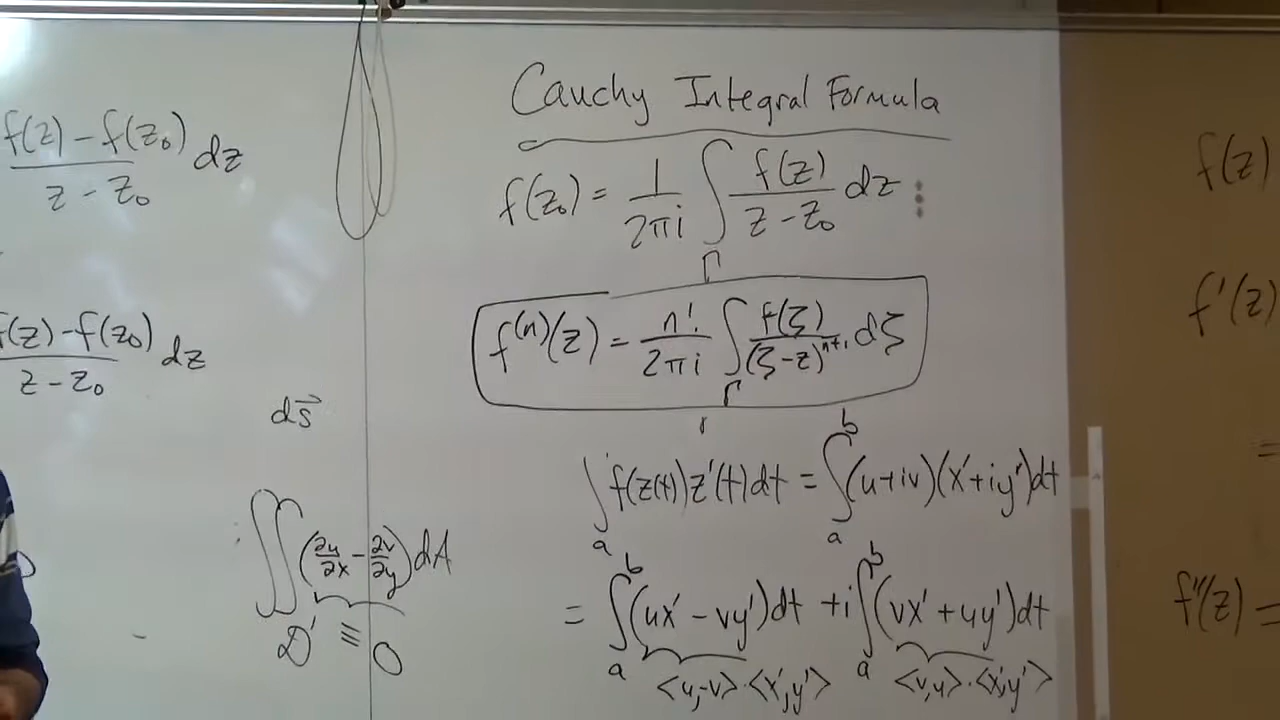 Cauchy Integral Formula
f(z₀) = 1/(2πi) ∫_Γ f(z)/(z-z₀) dz
f⁽ⁿ⁾(z) = n!/(2πi) ∫_Γ f(ζ)/(ζ-z)ⁿ⁺¹ dζ
∫_a^b f(z(t))z'(t)dt = ∫_a^b (u+iv)(x'+iy')dt
= ∫_a^b (ux' - vy')dt + i∫_a^b (vx' + uy')dt
<u,-v>·<x',y'> <v,u>·<x',y'>
f(z)-f(z₀)/(z-z₀) dz
f(z)-f(z₀)/(z-z₀) dz
ds⃗
∬_D' (∂u/∂x - ∂v/∂y) dA
≡ 0
f(z)
f'(z)
=
f''(z) =